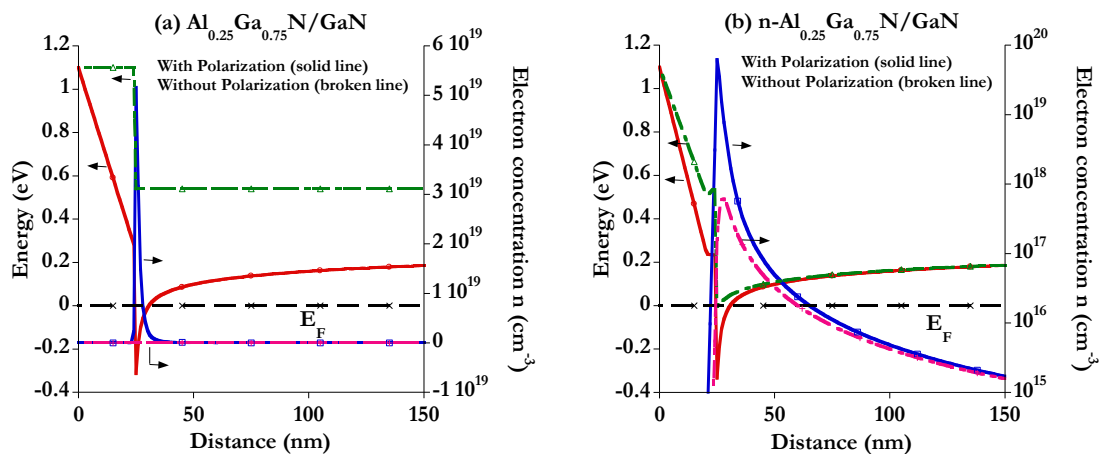 (a) Al0.25Ga0.75N/GaN
With Polarization (solid line)
Without Polarization (broken line)
Energy (eV)
1.2
1
0.8
0.6
0.4
0.2
0
-0.2
-0.4
6 10^19
5 10^19
4 10^19
3 10^19
2 10^19
1 10^19
0
-1 10^19
Electron concentration n (cm^-3)
E_F
0 50 100 150
Distance (nm)
(b) n-Al0.25Ga0.75N/GaN
With Polarization (solid line)
Without Polarization (broken line)
Energy (eV)
1.2
1
0.8
0.6
0.4
0.2
0
-0.2
-0.4
10^20
10^19
10^18
10^17
10^16
10^15
Electron concentration n (cm^-3)
E_F
0 50 100 150
Distance (nm)